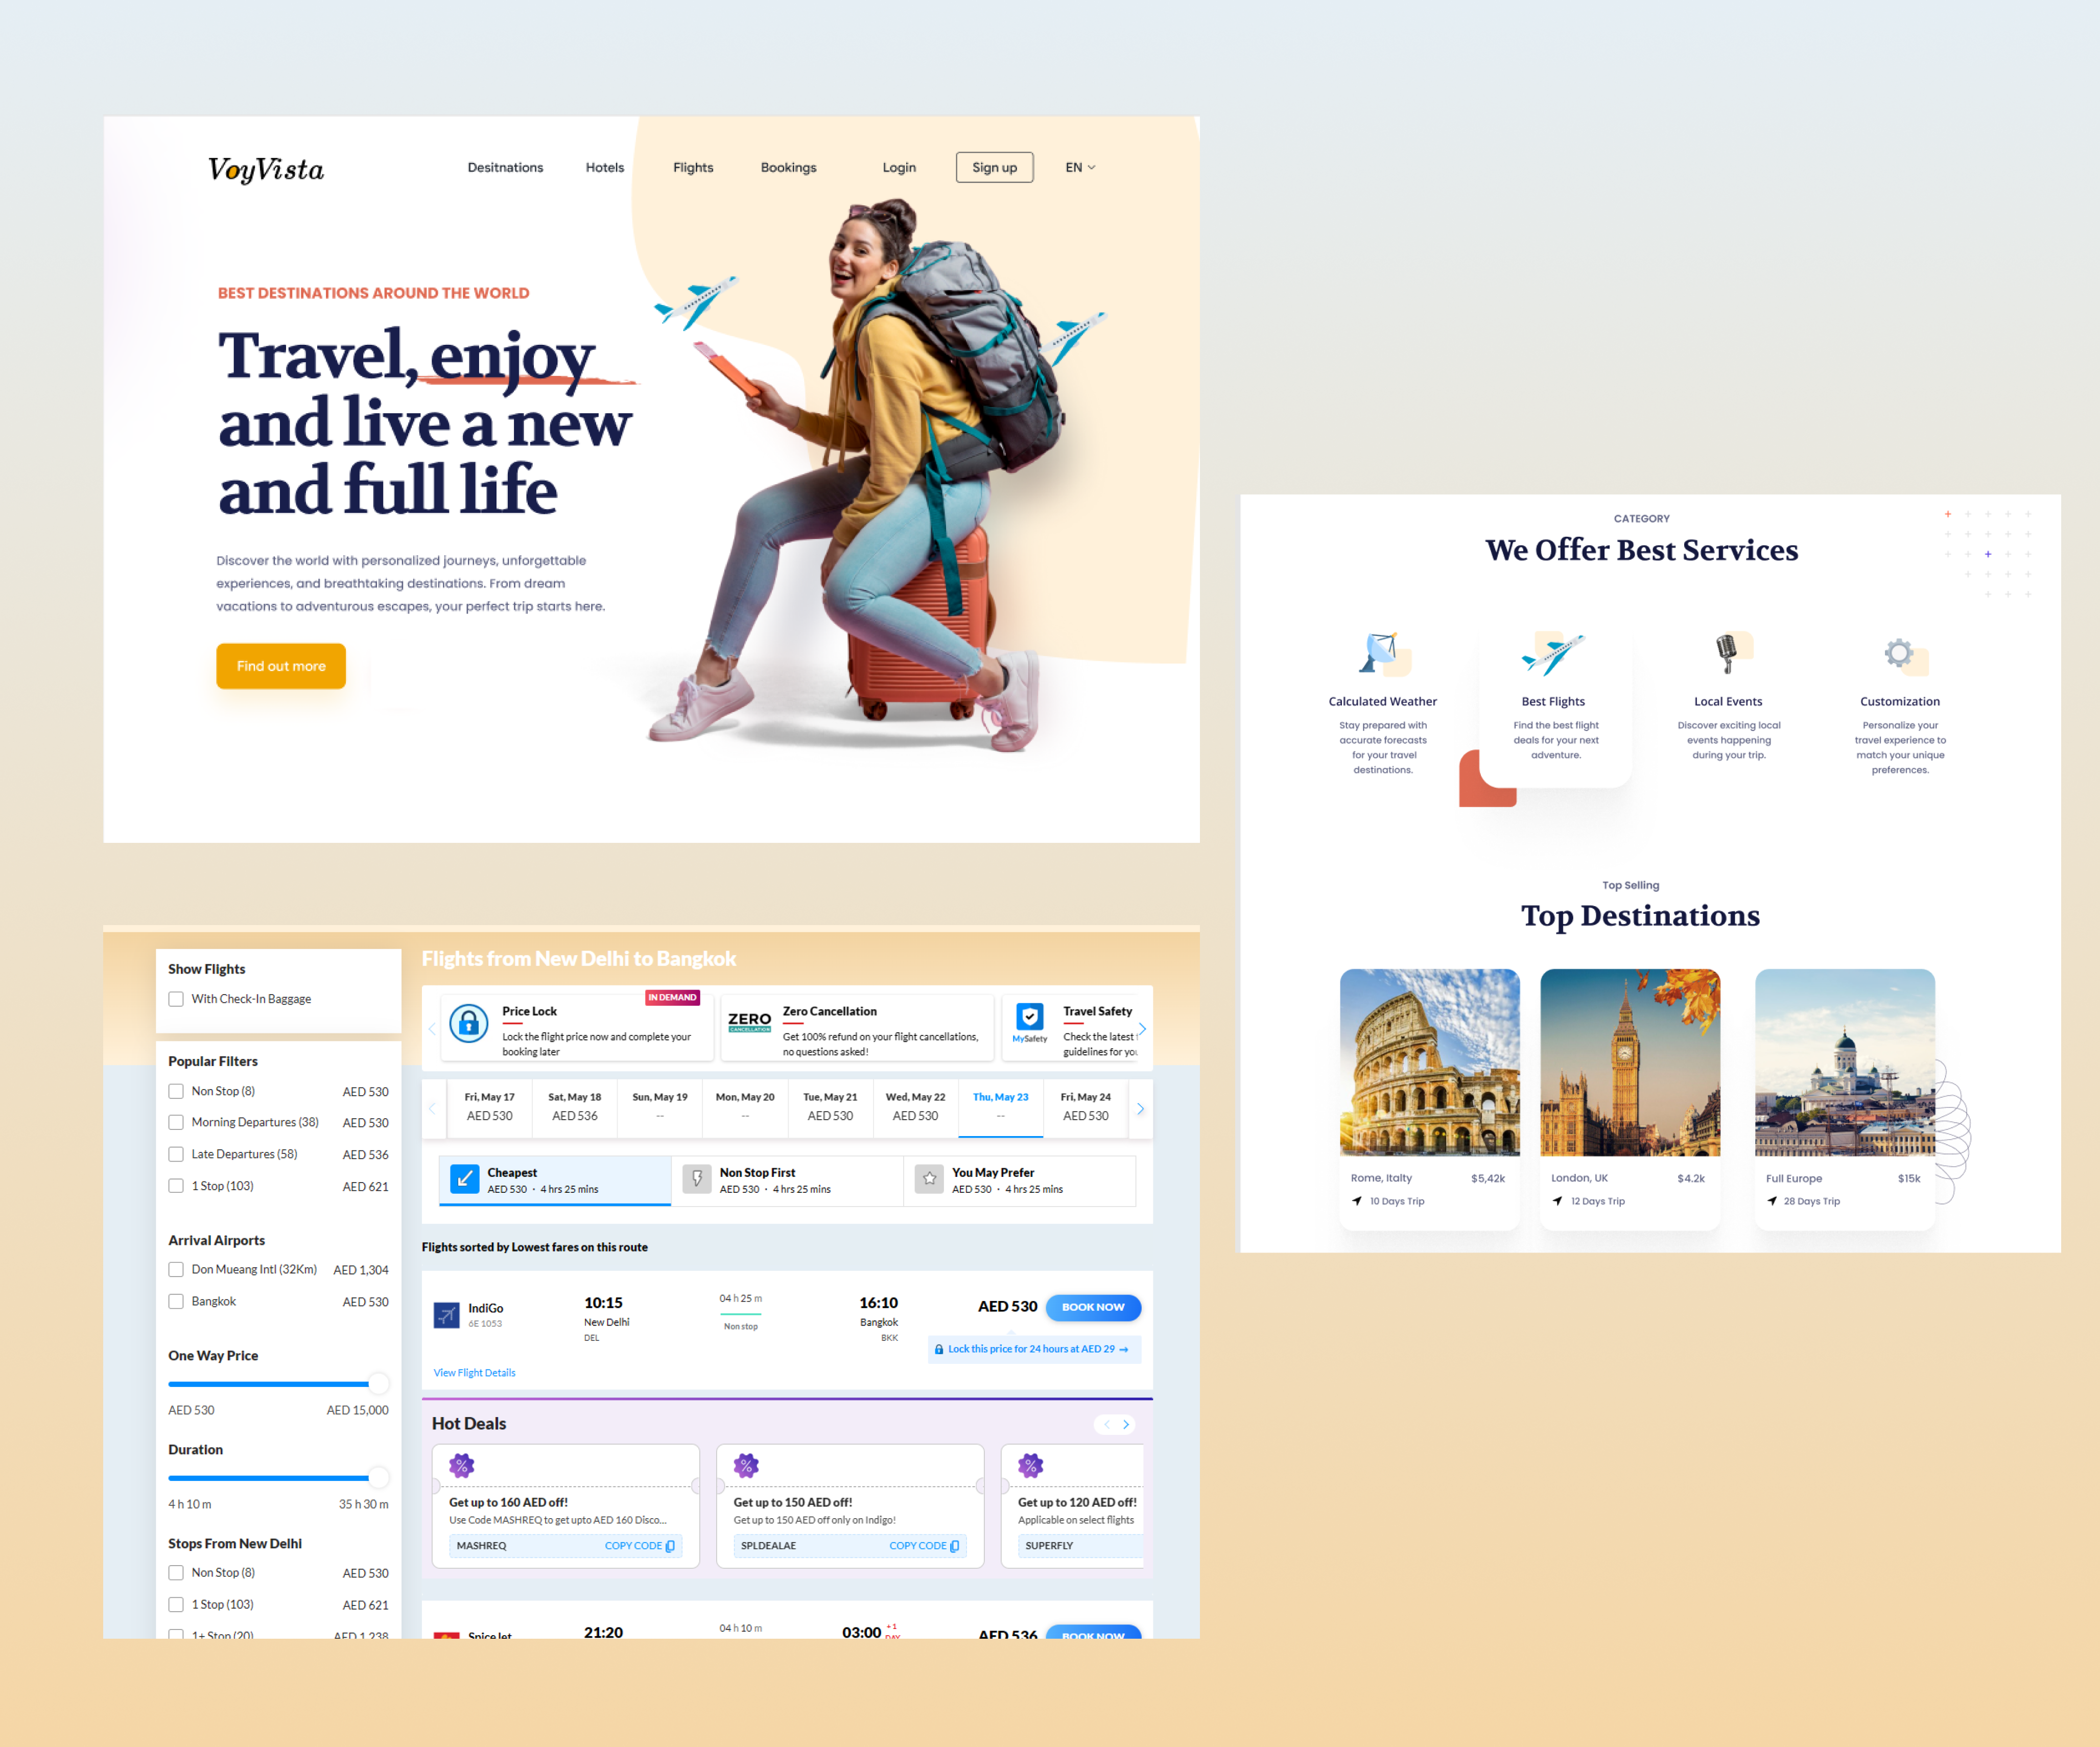 VoyVista
Desitnations Hotels Flights Bookings Login Sign up EN
BEST DESTINATIONS AROUND THE WORLD
Travel, enjoy
and live a new
and full life
Discover the world with personalized journeys, unforgettable
experiences, and breathtaking destinations. From dream
vacations to adventurous escapes, your perfect trip starts here.
Find out more
CATEGORY
We Offer Best Services
Calculated Weather
Stay prepared with
accurate forecasts
for your travel
destinations.
Best Flights
Find the best flight
deals for your next
adventure.
Local Events
Discover exciting local
events happening
during your trip.
Customization
Personalize your
travel experience to
match your unique
preferences.
Top Selling
Top Destinations
Rome, Italty $5,42k
10 Days Trip
London, UK $4.2k
12 Days Trip
Full Europe $15k
28 Days Trip
Show Flights
With Check-In Baggage
Popular Filters
Non Stop (8) AED 530
Morning Departures (38) AED 530
Late Departures (58) AED 536
1 Stop (103) AED 621
Arrival Airports
Don Mueang Intl (32Km) AED 1,304
Bangkok AED 530
One Way Price
AED 530 AED 15,000
Duration
4 h 10 m 35 h 30 m
Stops From New Delhi
Non Stop (8) AED 530
1 Stop (103) AED 621
1+ Stop (20) AED 1,238
Flights from New Delhi to Bangkok
IN DEMAND
Price Lock
Lock the flight price now and complete your
booking later
ZERO
CANCELLATION
Zero Cancellation
Get 100% refund on your flight cancellations,
no questions asked!
MySafety
Travel Safety
Check the latest
guidelines for you
Fri, May 17 Sat, May 18 Sun, May 19 Mon, May 20 Tue, May 21 Wed, May 22 Thu, May 23 Fri, May 24
AED 530 AED 536 -- -- AED 530 AED 530 -- AED 530
Cheapest
AED 530 · 4 hrs 25 mins
Non Stop First
AED 530 · 4 hrs 25 mins
You May Prefer
AED 530 · 4 hrs 25 mins
Flights sorted by Lowest fares on this route
IndiGo
6E 1053
10:15
New Delhi
DEL
04 h 25 m
Non stop
16:10
Bangkok
BKK
AED 530 BOOK NOW
Lock this price for 24 hours at AED 29 →
View Flight Details
Hot Deals
Get up to 160 AED off!
Use Code MASHREQ to get upto AED 160 Disco...
MASHREQ COPY CODE
Get up to 150 AED off!
Get up to 150 AED off only on Indigo!
SPLDEALAE COPY CODE
Get up to 120 AED off!
Applicable on select flights
SUPERFLY
SpiceJet 21:20 04 h 10 m 03:00 +1 DAY AED 536 BOOK NOW